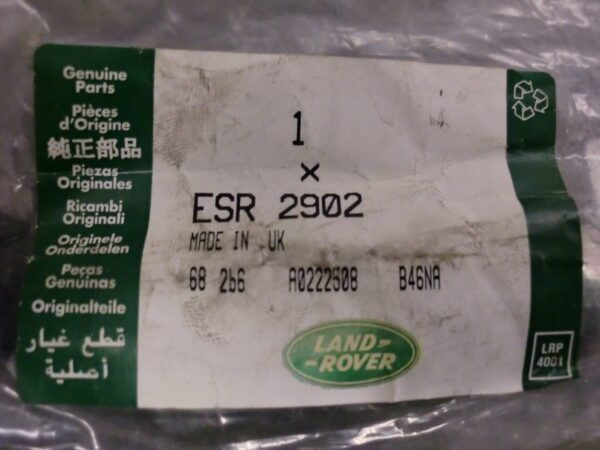 Genuine
Parts
Pièces
d'Origine
純正部品
Piezas
Originales
Ricambi
Originali
Originele
Onderdelen
Peças
Genuinas
Originalteile
قطع غيار
أصلية
1
×
ESR 2902
MADE IN UK
68 2b6 A0222508 B46NA
LAND-
-ROVER
LRP
4001